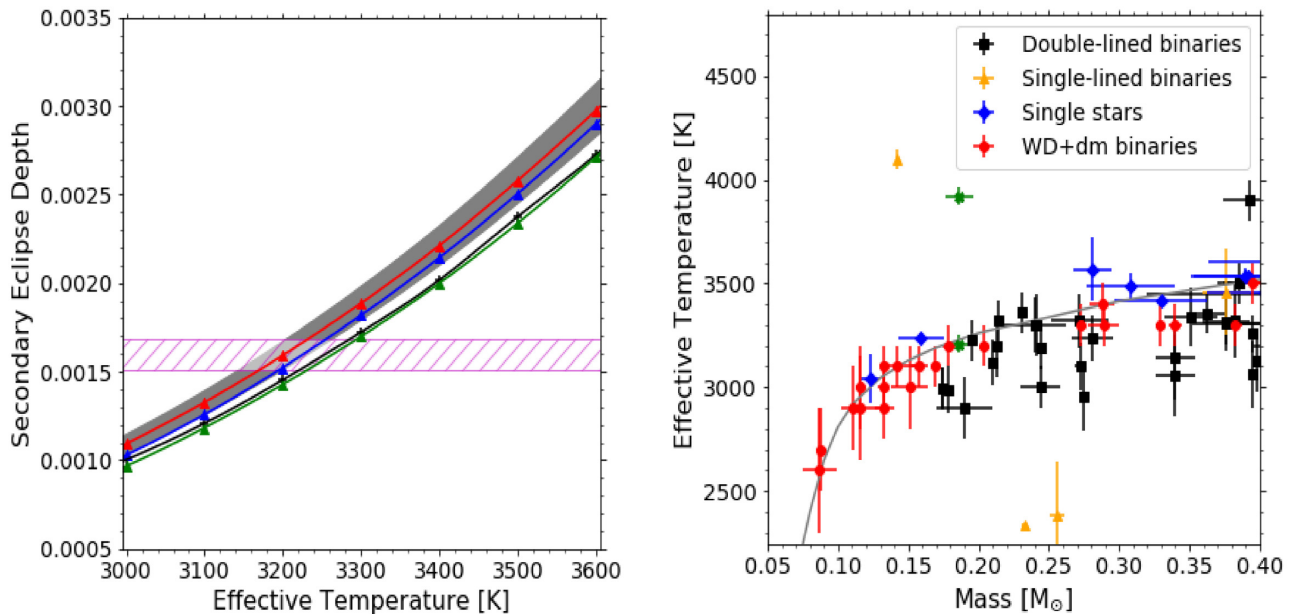 0.0035
0.0030
0.0025
0.0020
0.0015
0.0010
0.0005
Secondary Eclipse Depth
3000 3100 3200 3300 3400 3500 3600
Effective Temperature [K]
4500
4000
3500
3000
2500
Effective Temperature [K]
Double-lined binaries
Single-lined binaries
Single stars
WD+dm binaries
0.05 0.10 0.15 0.20 0.25 0.30 0.35 0.40
Mass [M☉]